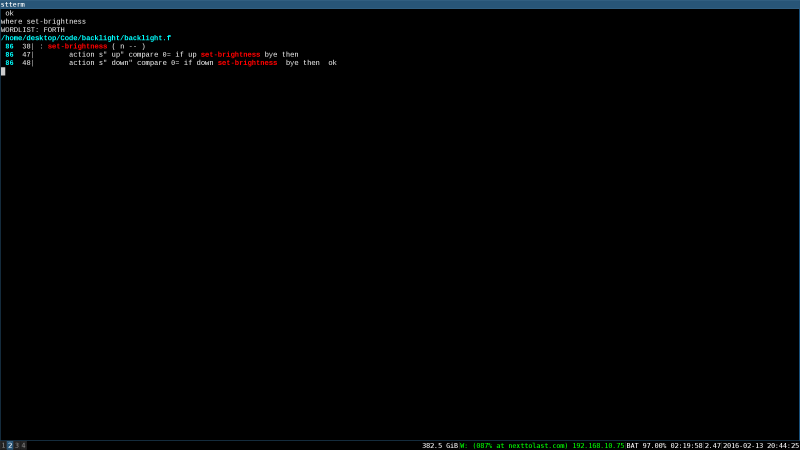 stterm
ok
where set-brightness
WORDLIST: FORTH
/home/desktop/Code/backlight/backlight.f
86 38| : set-brightness ( n -- )
86 47| action s" up" compare 0= if up set-brightness bye then
86 48| action s" down" compare 0= if down set-brightness bye then ok
1 2 3 4 382.5 GiB W: (087% at nexttolast.com) 192.168.10.75 BAT 97.00% 02:19:58 2.47 2016-02-13 20:44:25